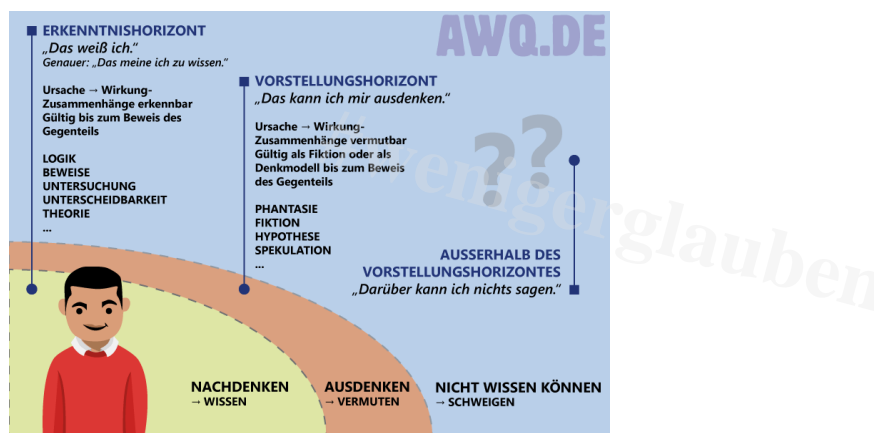 AWQ.DE
ERKENNTNISHORIZONT
„Das weiß ich.“
Genauer: „Das meine ich zu wissen.“
Ursache → Wirkung-
Zusammenhänge erkennbar
Gültig bis zum Beweis des
Gegenteils
LOGIK
BEWEISE
UNTERSUCHUNG
UNTERSCHEIDBARKEIT
THEORIE
...
VORSTELLUNGSHORIZONT
„Das kann ich mir ausdenken.“
Ursache → Wirkung-
Zusammenhänge vermutbar
Gültig als Fiktion oder als
Denkmodell bis zum Beweis
des Gegenteils
PHANTASIE
FIKTION
HYPOTHESE
SPEKULATION
...
??
AUSSERHALB DES
VORSTELLUNGSHORIZONTES
„Darüber kann ich nichts sagen.“
NACHDENKEN
→ WISSEN
AUSDENKEN
→ VERMUTEN
NICHT WISSEN KÖNNEN
→ SCHWEIGEN
#wenigerglauben